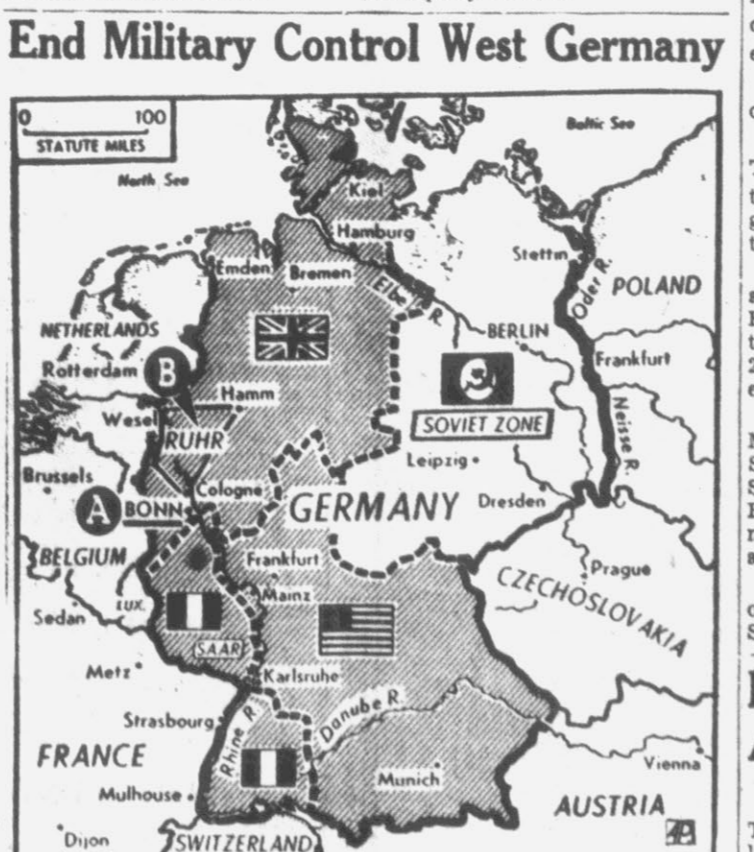 End Military Control West Germany
0 100
STATUTE MILES
North Sea
Baltic Sea
Kiel
Hamburg
Stettin
Emden
Bremen
Elbe R.
Oder R.
POLAND
NETHERLANDS
BERLIN
Rotterdam
B
Frankfurt
Hamm
Wesel
RUHR
SOVIET ZONE
Neisse R.
Leipzig
Brussels
Cologne
GERMANY
Dresden
A
BONN
BELGIUM
Frankfurt
Prague
CZECHOSLOVAKIA
Mainz
Sedan
LUX.
SAAR
Metz
Karlsruhe
Strasbourg
Rhine R.
Danube R.
FRANCE
Vienna
Munich
Mulhouse
AUSTRIA
AP
Dijon
SWITZERLAND